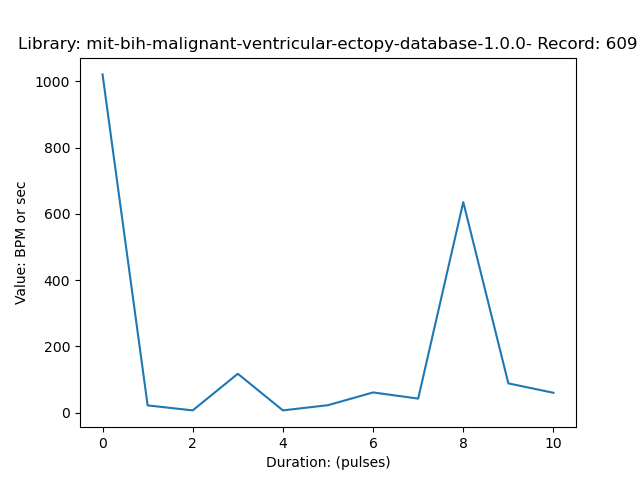 Library: mit-bih-malignant-ventricular-ectopy-database-1.0.0- Record: 609
1000
800
600
400
200
0
Value: BPM or sec
0 2 4 6 8 10
Duration: (pulses)